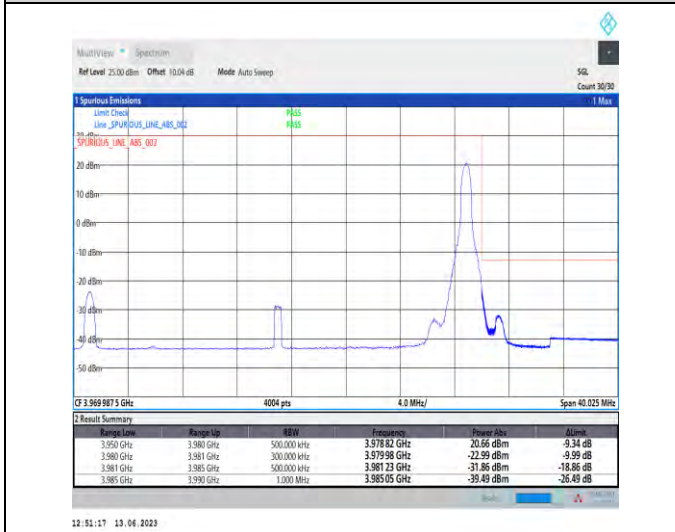 MultiView Spectrum
Ref Level 25.00 dBm Offset 10.04 dB Mode Auto Sweep SGL
Count 30/30
1 Spurious Emissions 1 Max
Limit Check PASS
Line _SPURIOUS_LINE_ABS_002 PASS
_SPURIOUS_LINE_ABS_002
20 dBm
10 dBm
0 dBm
-10 dBm
-20 dBm
-30 dBm
-40 dBm
-50 dBm
CF 3.969 987 5 GHz 4004 pts 4.0 MHz/ Span 40.025 MHz
2 Result Summary
Range Low Range Up RBW Frequency Power Abs ΔLimit
3.950 GHz 3.980 GHz 500.000 kHz 3.978 82 GHz 20.66 dBm -9.34 dB
3.980 GHz 3.981 GHz 300.000 kHz 3.979 98 GHz -22.99 dBm -9.99 dB
3.981 GHz 3.985 GHz 500.000 kHz 3.981 23 GHz -31.86 dBm -18.86 dB
3.985 GHz 3.990 GHz 1.000 MHz 3.985 05 GHz -39.49 dBm -26.49 dB
12:51:17 13.06.2023